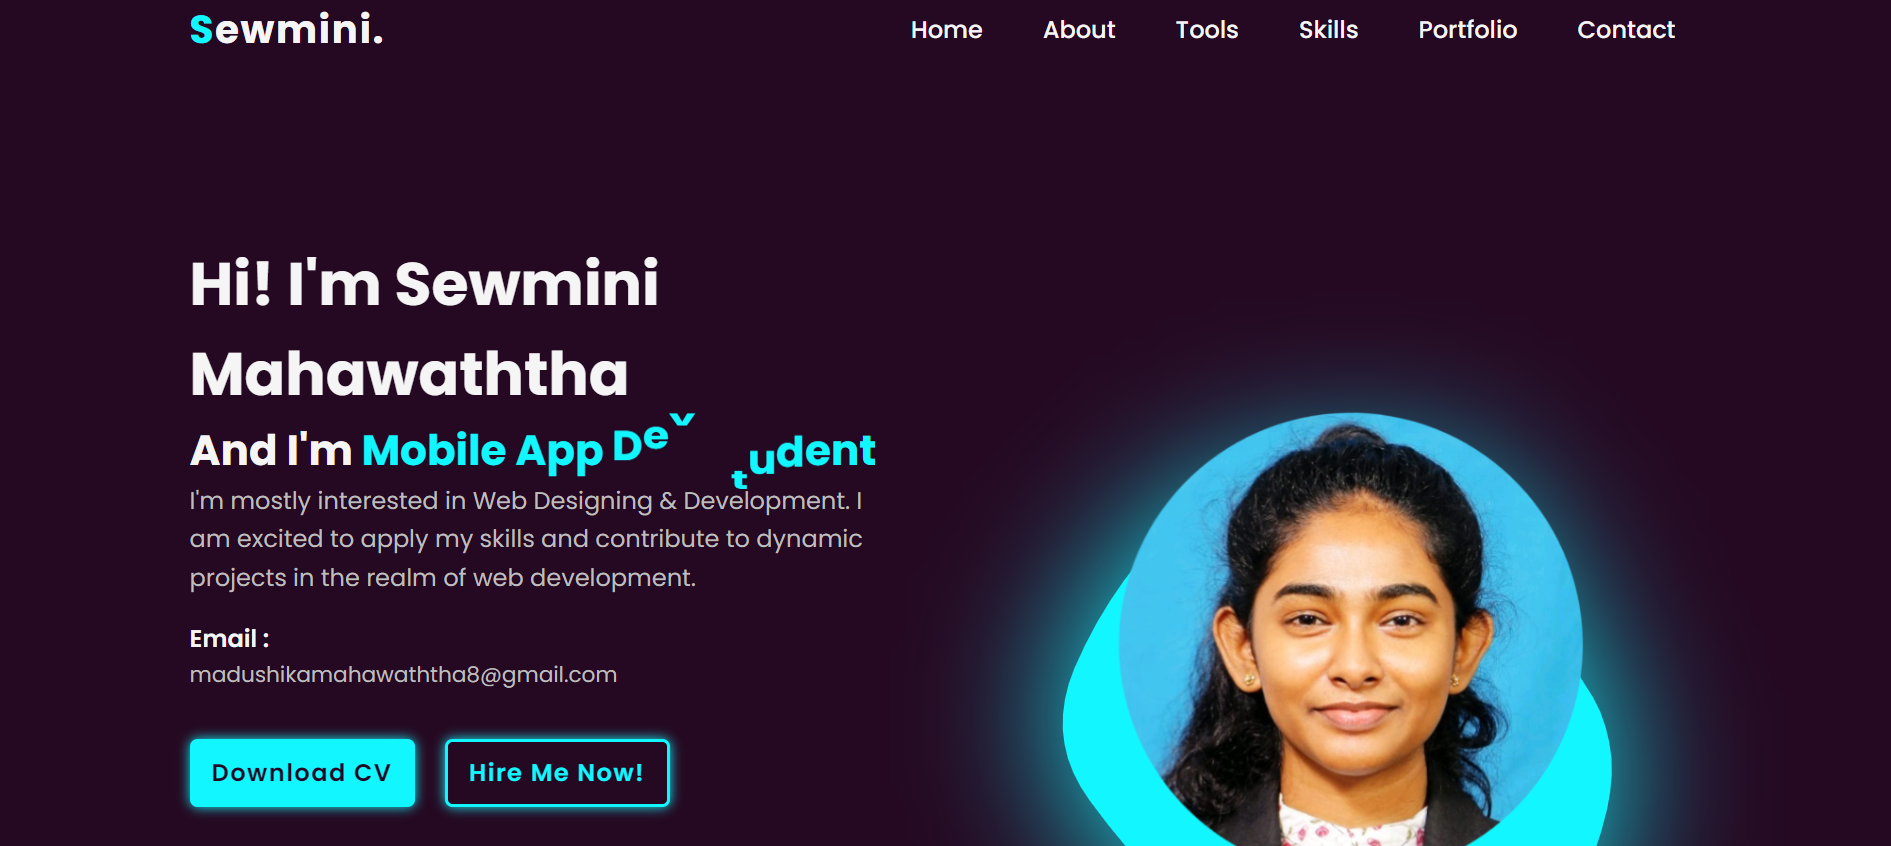 Sewmini.
Home About Tools Skills Portfolio Contact
Hi! I'm Sewmini
Mahawaththa
And I'm Mobile App Dev tudent
I'm mostly interested in Web Designing & Development. I
am excited to apply my skills and contribute to dynamic
projects in the realm of web development.
Email :
madushikamahawaththa8@gmail.com
Download CV
Hire Me Now!